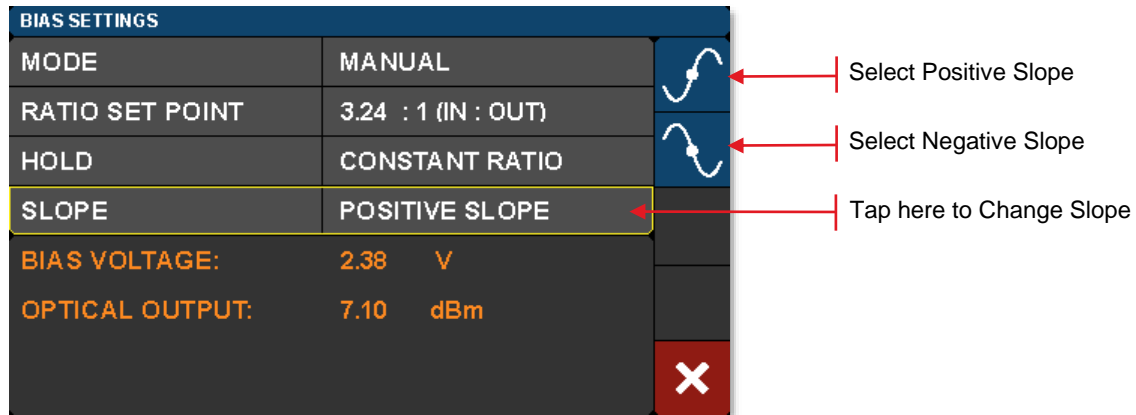 BIAS SETTINGS
MODE MANUAL
RATIO SET POINT 3.24 : 1 (IN : OUT)
HOLD CONSTANT RATIO
SLOPE POSITIVE SLOPE
BIAS VOLTAGE: 2.38 V
OPTICAL OUTPUT: 7.10 dBm
Select Positive Slope
Select Negative Slope
Tap here to Change Slope